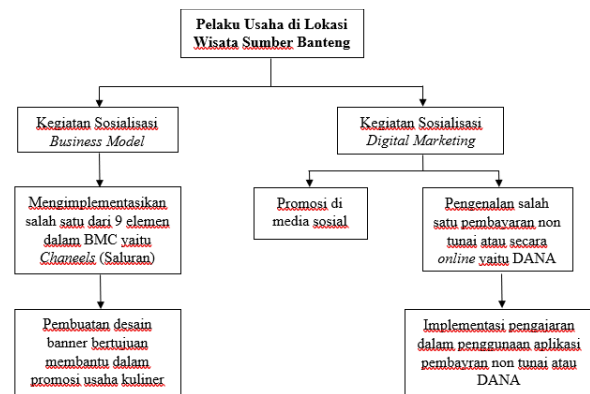 Pelaku Usaha di Lokasi
Wisata Sumber Banteng
Kegiatan Sosialisasi
Business Model
Kegiatan Sosialisasi
Digital Marketing
Mengimplementasikan
salah satu dari 9 elemen
dalam BMC yaitu
Chaneels (Saluran)
Promosi di
media sosial
Pengenalan salah
satu pembayaran non
tunai atau secara
online yaitu DANA
Pembuatan desain
banner bertujuan
membantu dalam
promosi usaha kuliner
Implementasi pengajaran
dalam penggunaan aplikasi
pembayran non tunai atau
DANA